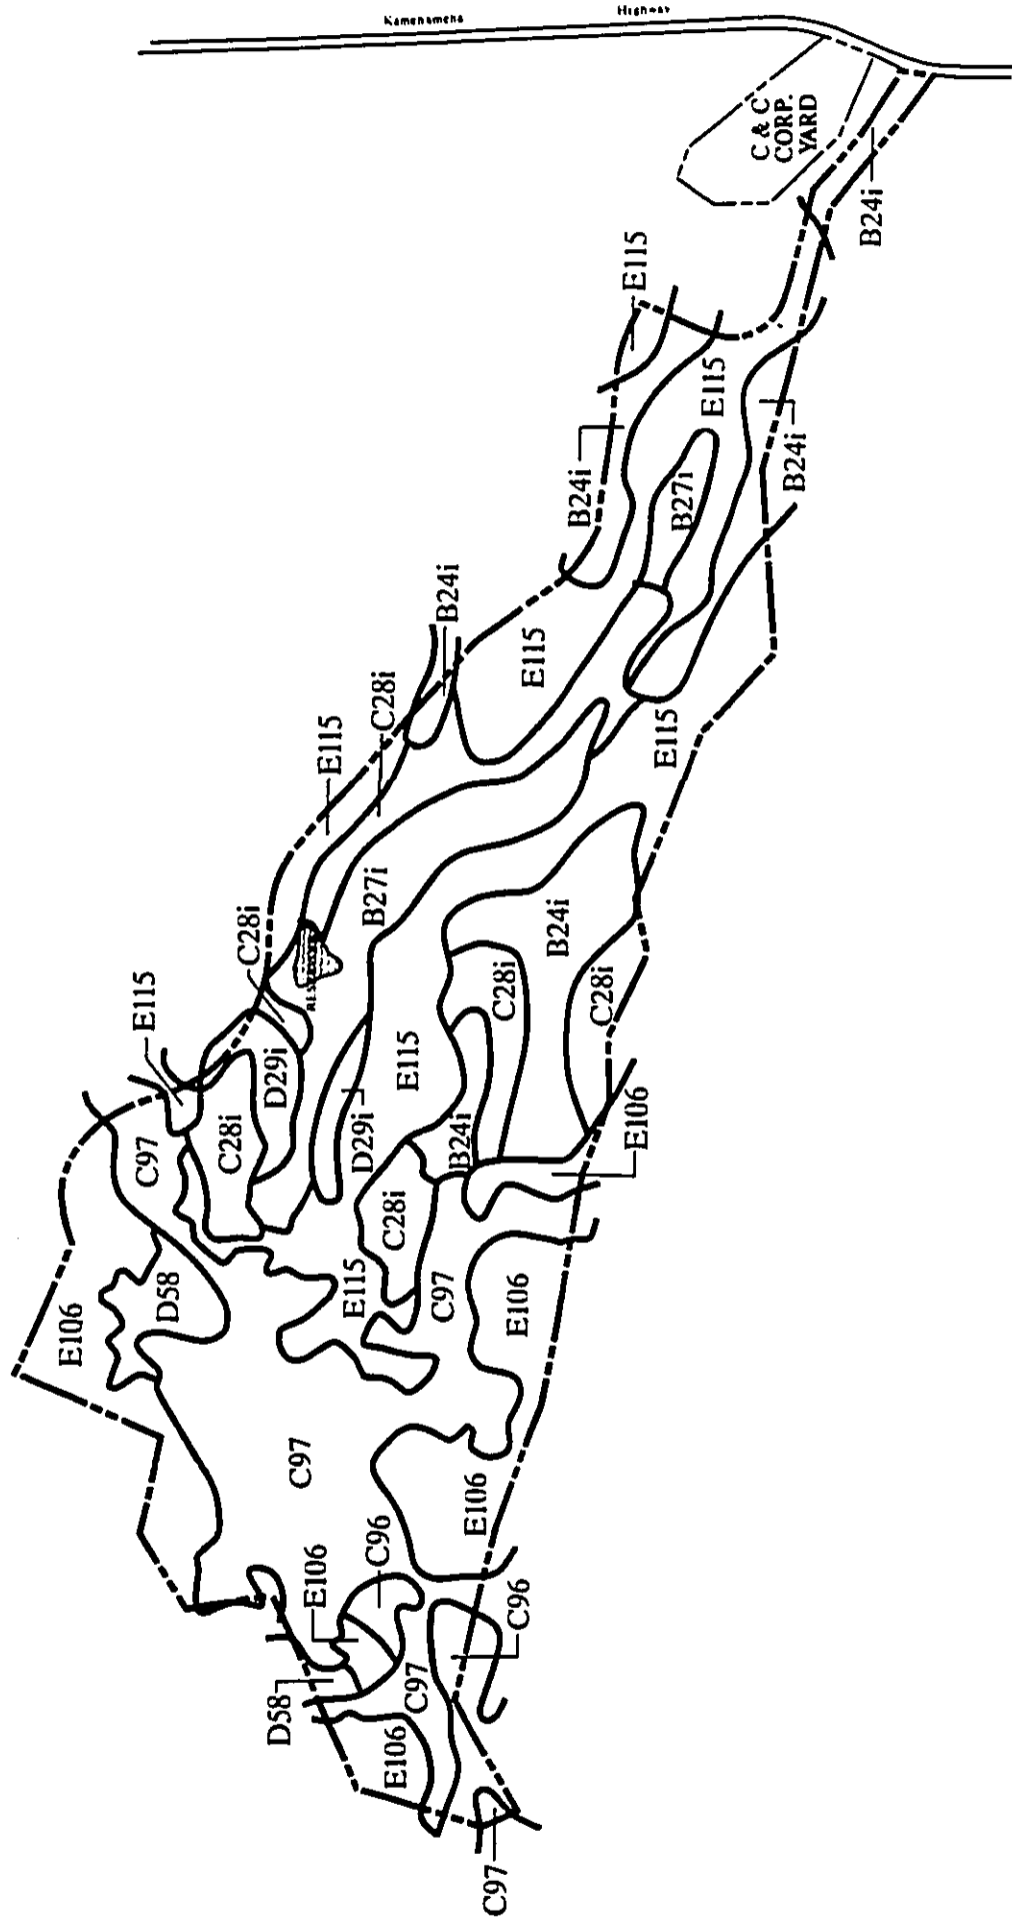 Kamehameha Highway
C & C
CORP.
YARD
B24i
E115
B24i
E115
B24i
B27i
B24i
E115
E115
C28i
E115
C28i
B27i
B24i
C28i
C28i
RESERVOIR
E115
D29i
E115
D29i
C28i
B24i
E106
C97
C28i
E115
C97
E106
D58
E106
C97
E106
E106
C96
C96
D58
C97
E106
C97